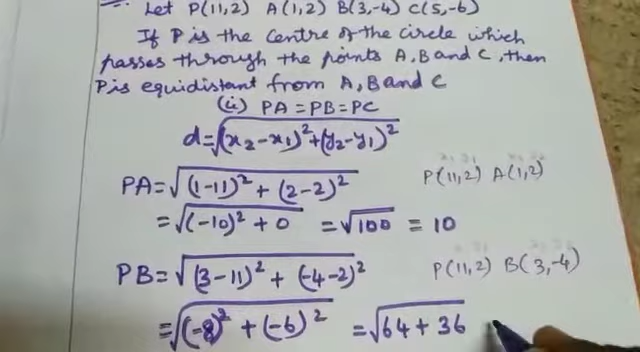 Let P(11,2) A(1,2) B(3,-4) C(5,-6)
If P is the centre of the circle which
passes through the points A, B and C, then
P is equidistant from A, B and C
(i) PA = PB = PC
d = √(x₂-x₁)² + (y₂-y₁)²
PA = √(1-11)² + (2-2)² P(11,2) A(1,2)
= √(-10)² + 0 = √100 = 10
PB = √(3-11)² + (-4-2)² P(11,2) B(3,-4)
= √(-8)² + (-6)² = √64 + 36